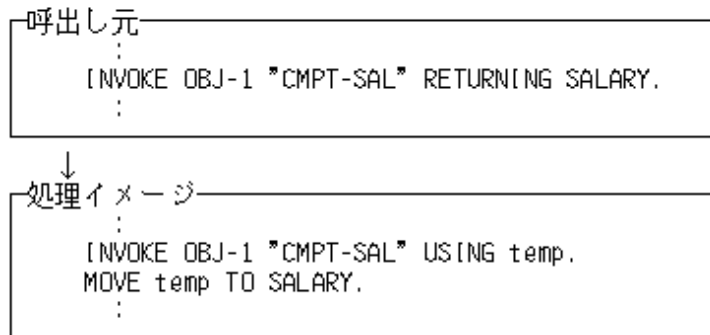 呼出し元
:
INVOKE OBJ-1 "CMPT-SAL" RETURNING SALARY.
:
↓
処理イメージ
:
INVOKE OBJ-1 "CMPT-SAL" USING temp.
MOVE temp TO SALARY.
: